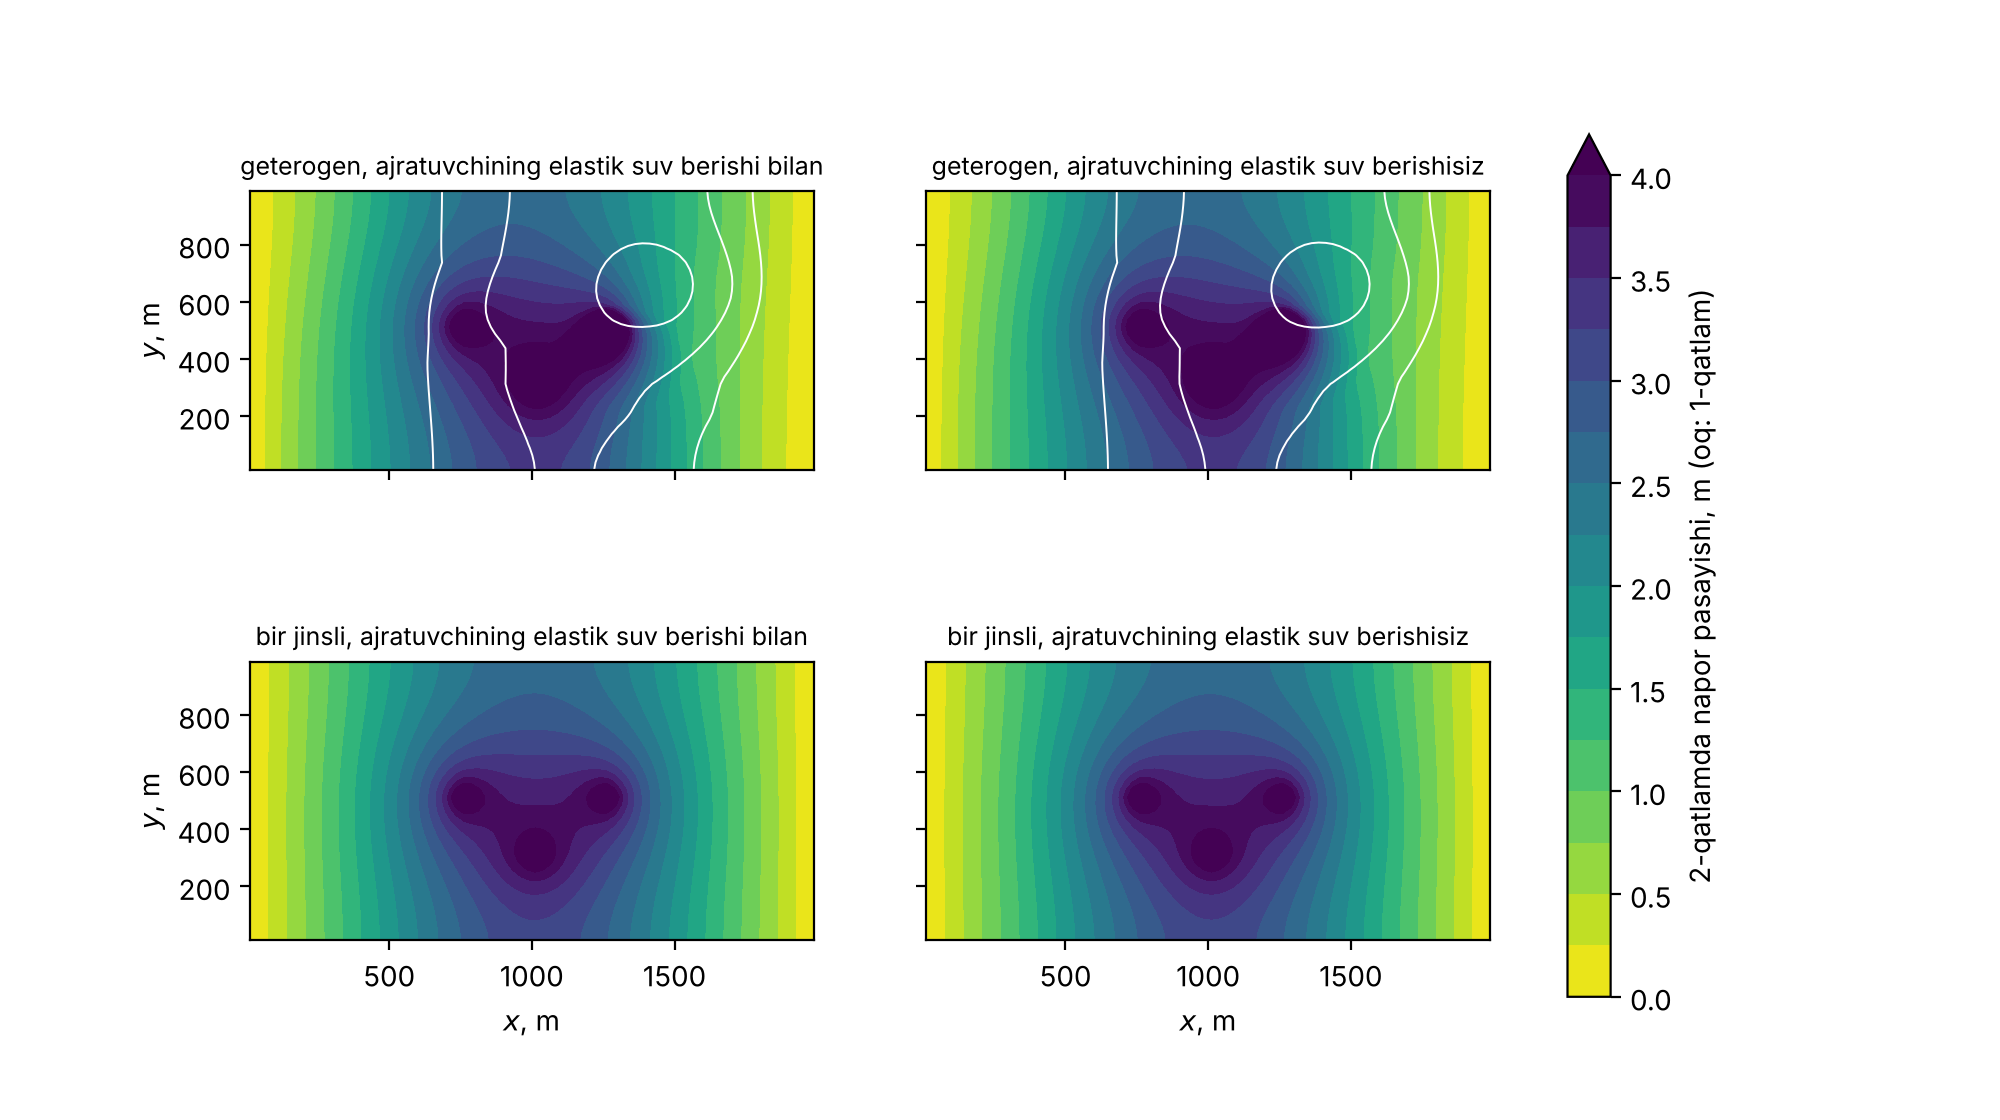 geterogen, ajratuvchining elastik suv berishi bilan
geterogen, ajratuvchining elastik suv berishisiz
y, m
800
600
400
200
bir jinsli, ajratuvchining elastik suv berishi bilan
bir jinsli, ajratuvchining elastik suv berishisiz
y, m
800
600
400
200
500 1000 1500
x, m
500 1000 1500
x, m
4.0
3.5
3.0
2.5
2.0
1.5
1.0
0.5
0.0
2-qatlamda napor pasayishi, m (oq: 1-qatlam)